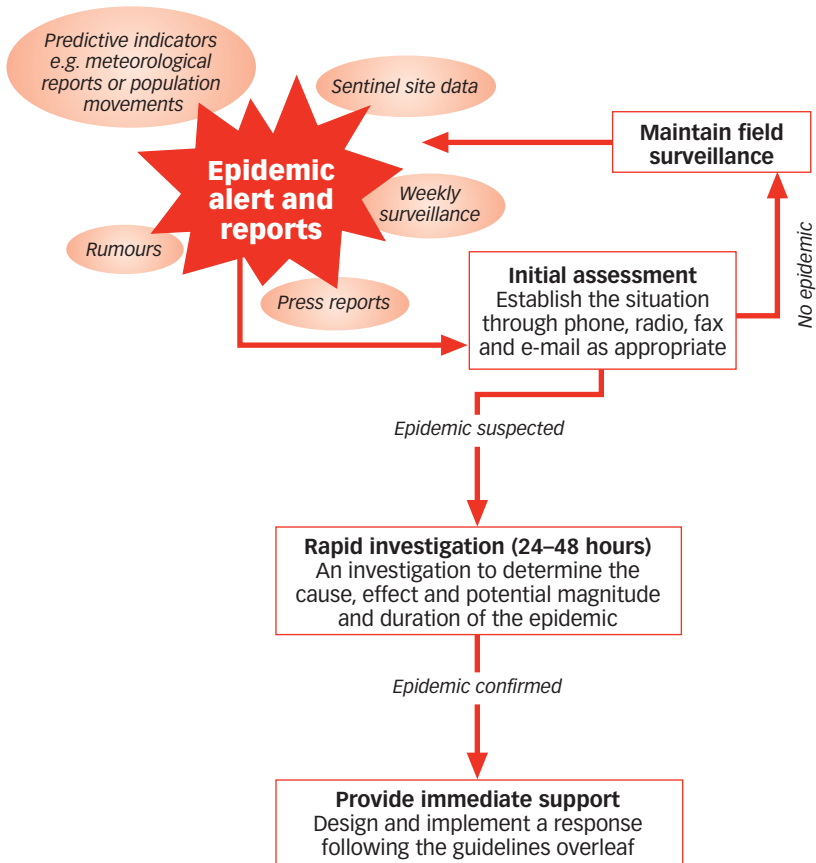 Predictive indicators
e.g. meteorological
reports or population
movements
Sentinel site data
Epidemic
alert and
reports
Weekly
surveillance
Rumours
Press reports
Maintain field
surveillance
No epidemic
Initial assessment
Establish the situation
through phone, radio, fax
and e-mail as appropriate
Epidemic suspected
Rapid investigation (24–48 hours)
An investigation to determine the
cause, effect and potential magnitude
and duration of the epidemic
Epidemic confirmed
Provide immediate support
Design and implement a response
following the guidelines overleaf